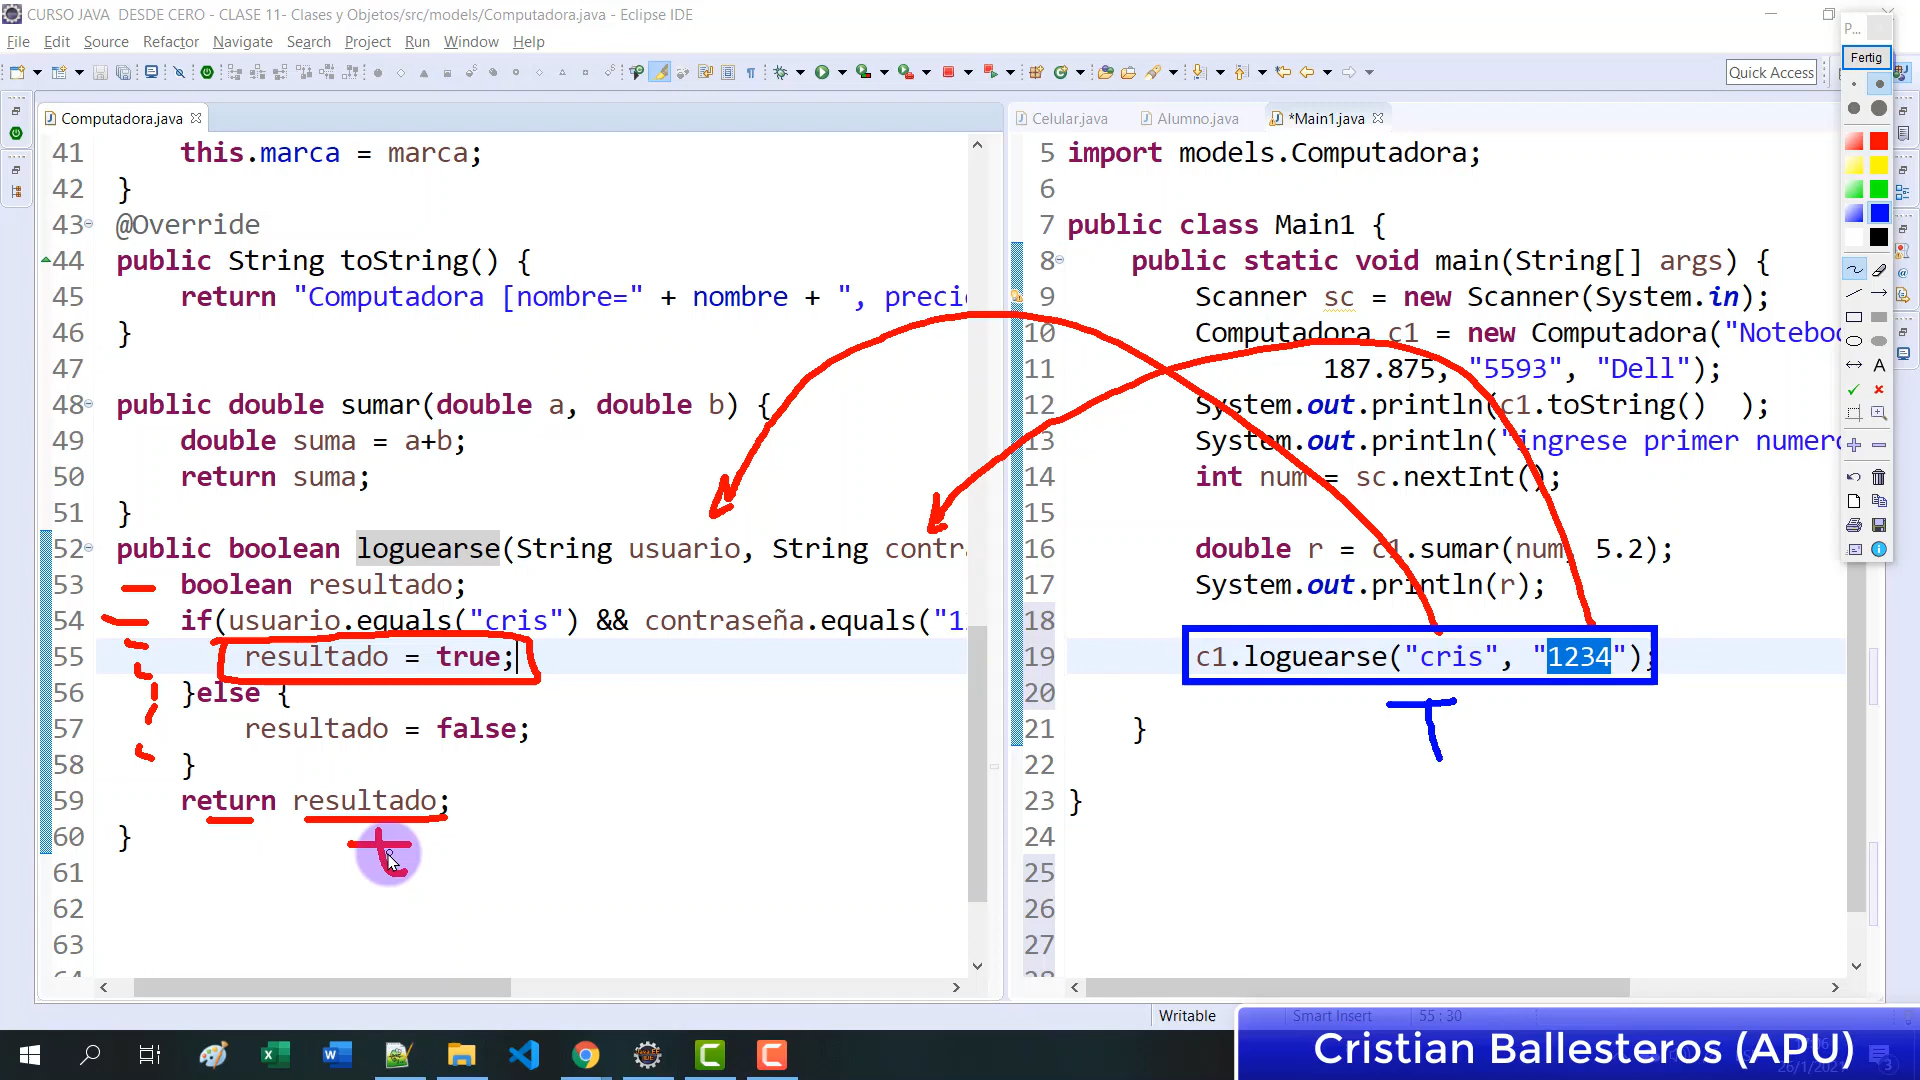 CURSO JAVA DESDE CERO - CLASE 11- Clases y Objetos/src/models/Computadora.java - Eclipse IDE
P...
File Edit Source Refactor Navigate Search Project Run Window Help
Fertig
Quick Access
Computadora.java
Celular.java
Alumno.java
*Main1.java
41 this.marca = marca;
42 }
43 @Override
44 public String toString() {
45 return "Computadora [nombre=" + nombre + ", precio
46 }
47
48 public double sumar(double a, double b) {
49 double suma = a+b;
50 return suma;
51 }
52 public boolean loguearse(String usuario, String contra
53 boolean resultado;
54 if(usuario.equals("cris") && contraseña.equals("1
55 resultado = true;
56 }else {
57 resultado = false;
58 }
59 return resultado;
60 }
61
62
63
64
5 import models.Computadora;
6
7 public class Main1 {
8 public static void main(String[] args) {
9 Scanner sc = new Scanner(System.in);
10 Computadora c1 = new Computadora("Notebo
11 187.875, "5593", "Dell");
12 System.out.println(c1.toString() );
13 System.out.println("ingrese primer numero
14 int num = sc.nextInt();
15
16 double r = c1.sumar(num, 5.2);
17 System.out.println(r);
18
19 c1.loguearse("cris", "1234");
20
21 }
22
23 }
24
25
26
27
28
T
t
Writable
Smart Insert
55 : 30
Cristian Ballesteros (APU)